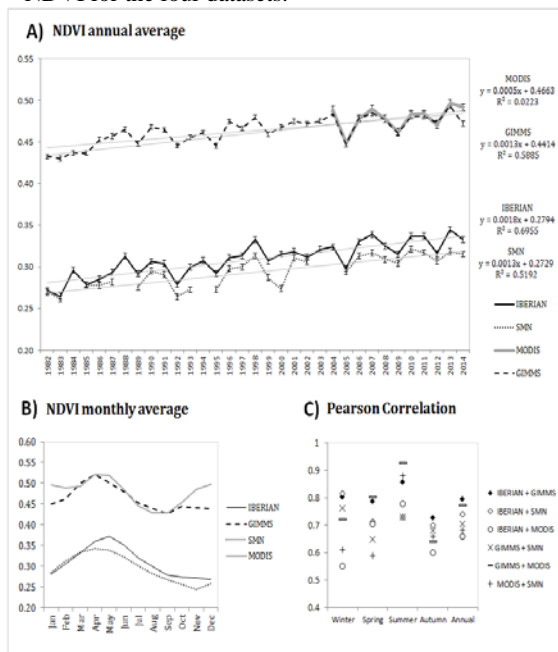 NDVI for the four datasets.
A) NDVI annual average
0.55
0.50
0.45
0.40
0.35
0.30
0.25
0.20
1982
1983
1984
1985
1986
1987
1988
1989
1990
1991
1992
1993
1994
1995
1996
1997
1998
1999
2000
2001
2002
2003
2004
2005
2006
2007
2008
2009
2010
2011
2012
2013
2014
MODIS
y = 0.0005x + 0.4663
R² = 0.0223
GIMMS
y = 0.0013x + 0.4414
R² = 0.5885
IBERIAN
y = 0.0018x + 0.2794
R² = 0.6955
SMN
y = 0.0013x + 0.2729
R² = 0.5192
IBERIAN
SMN
MODIS
GIMMS
B) NDVI monthly average
0.60
0.55
0.50
0.45
0.40
0.35
0.30
0.25
0.20
Jan
Feb
Mar
Apr
May
Jun
Jul
Aug
Sep
Oct
Nov
Dec
IBERIAN
GIMMS
SMN
MODIS
C) Pearson Correlation
1
0.9
0.8
0.7
0.6
0.5
0.4
Winter Spring Summer Autumn Annual
IBERIAN + GIMMS
IBERIAN + SMN
IBERIAN + MODIS
GIMMS + SMN
GIMMS + MODIS
MODIS + SMN